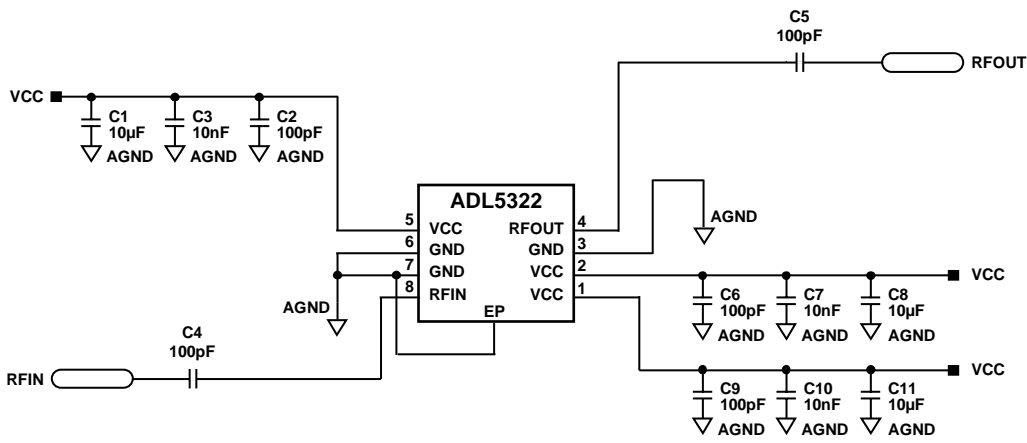 C5
100pF
RFOUT
VCC
C1
10µF
AGND
C3
10nF
AGND
C2
100pF
AGND
ADL5322
5
VCC
6
GND
7
GND
8
RFIN
RFOUT
4
GND
3
VCC
2
VCC
1
EP
AGND
AGND
VCC
C6
100pF
AGND
C7
10nF
AGND
C8
10µF
AGND
C4
100pF
RFIN
VCC
C9
100pF
AGND
C10
10nF
AGND
C11
10µF
AGND